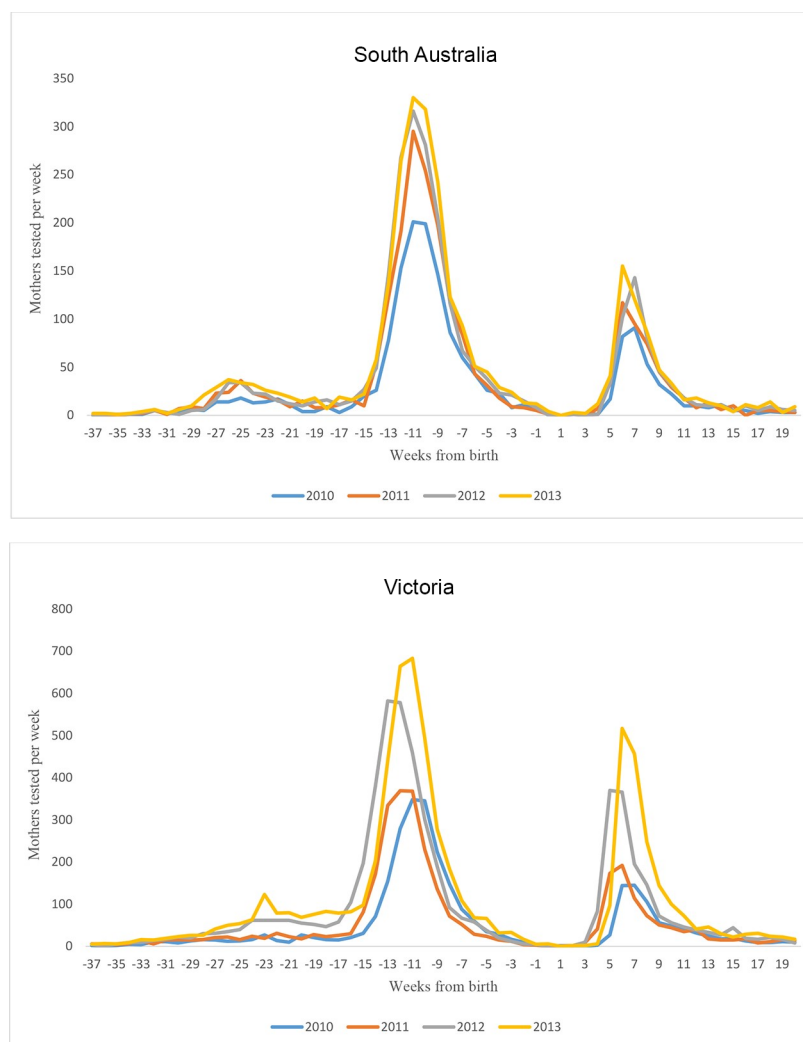 South Australia
350
300
250
200
150
100
50
0
Mothers tested per week
-37 -35 -33 -31 -29 -27 -25 -23 -21 -19 -17 -15 -13 -11 -9 -7 -5 -3 -1 1 3 5 7 9 11 13 15 17 19
Weeks from birth
2010 2011 2012 2013
Victoria
800
700
600
500
400
300
200
100
0
Mothers tested per week
-37 -35 -33 -31 -29 -27 -25 -23 -21 -19 -17 -15 -13 -11 -9 -7 -5 -3 -1 1 3 5 7 9 11 13 15 17 19
Weeks from birth
2010 2011 2012 2013